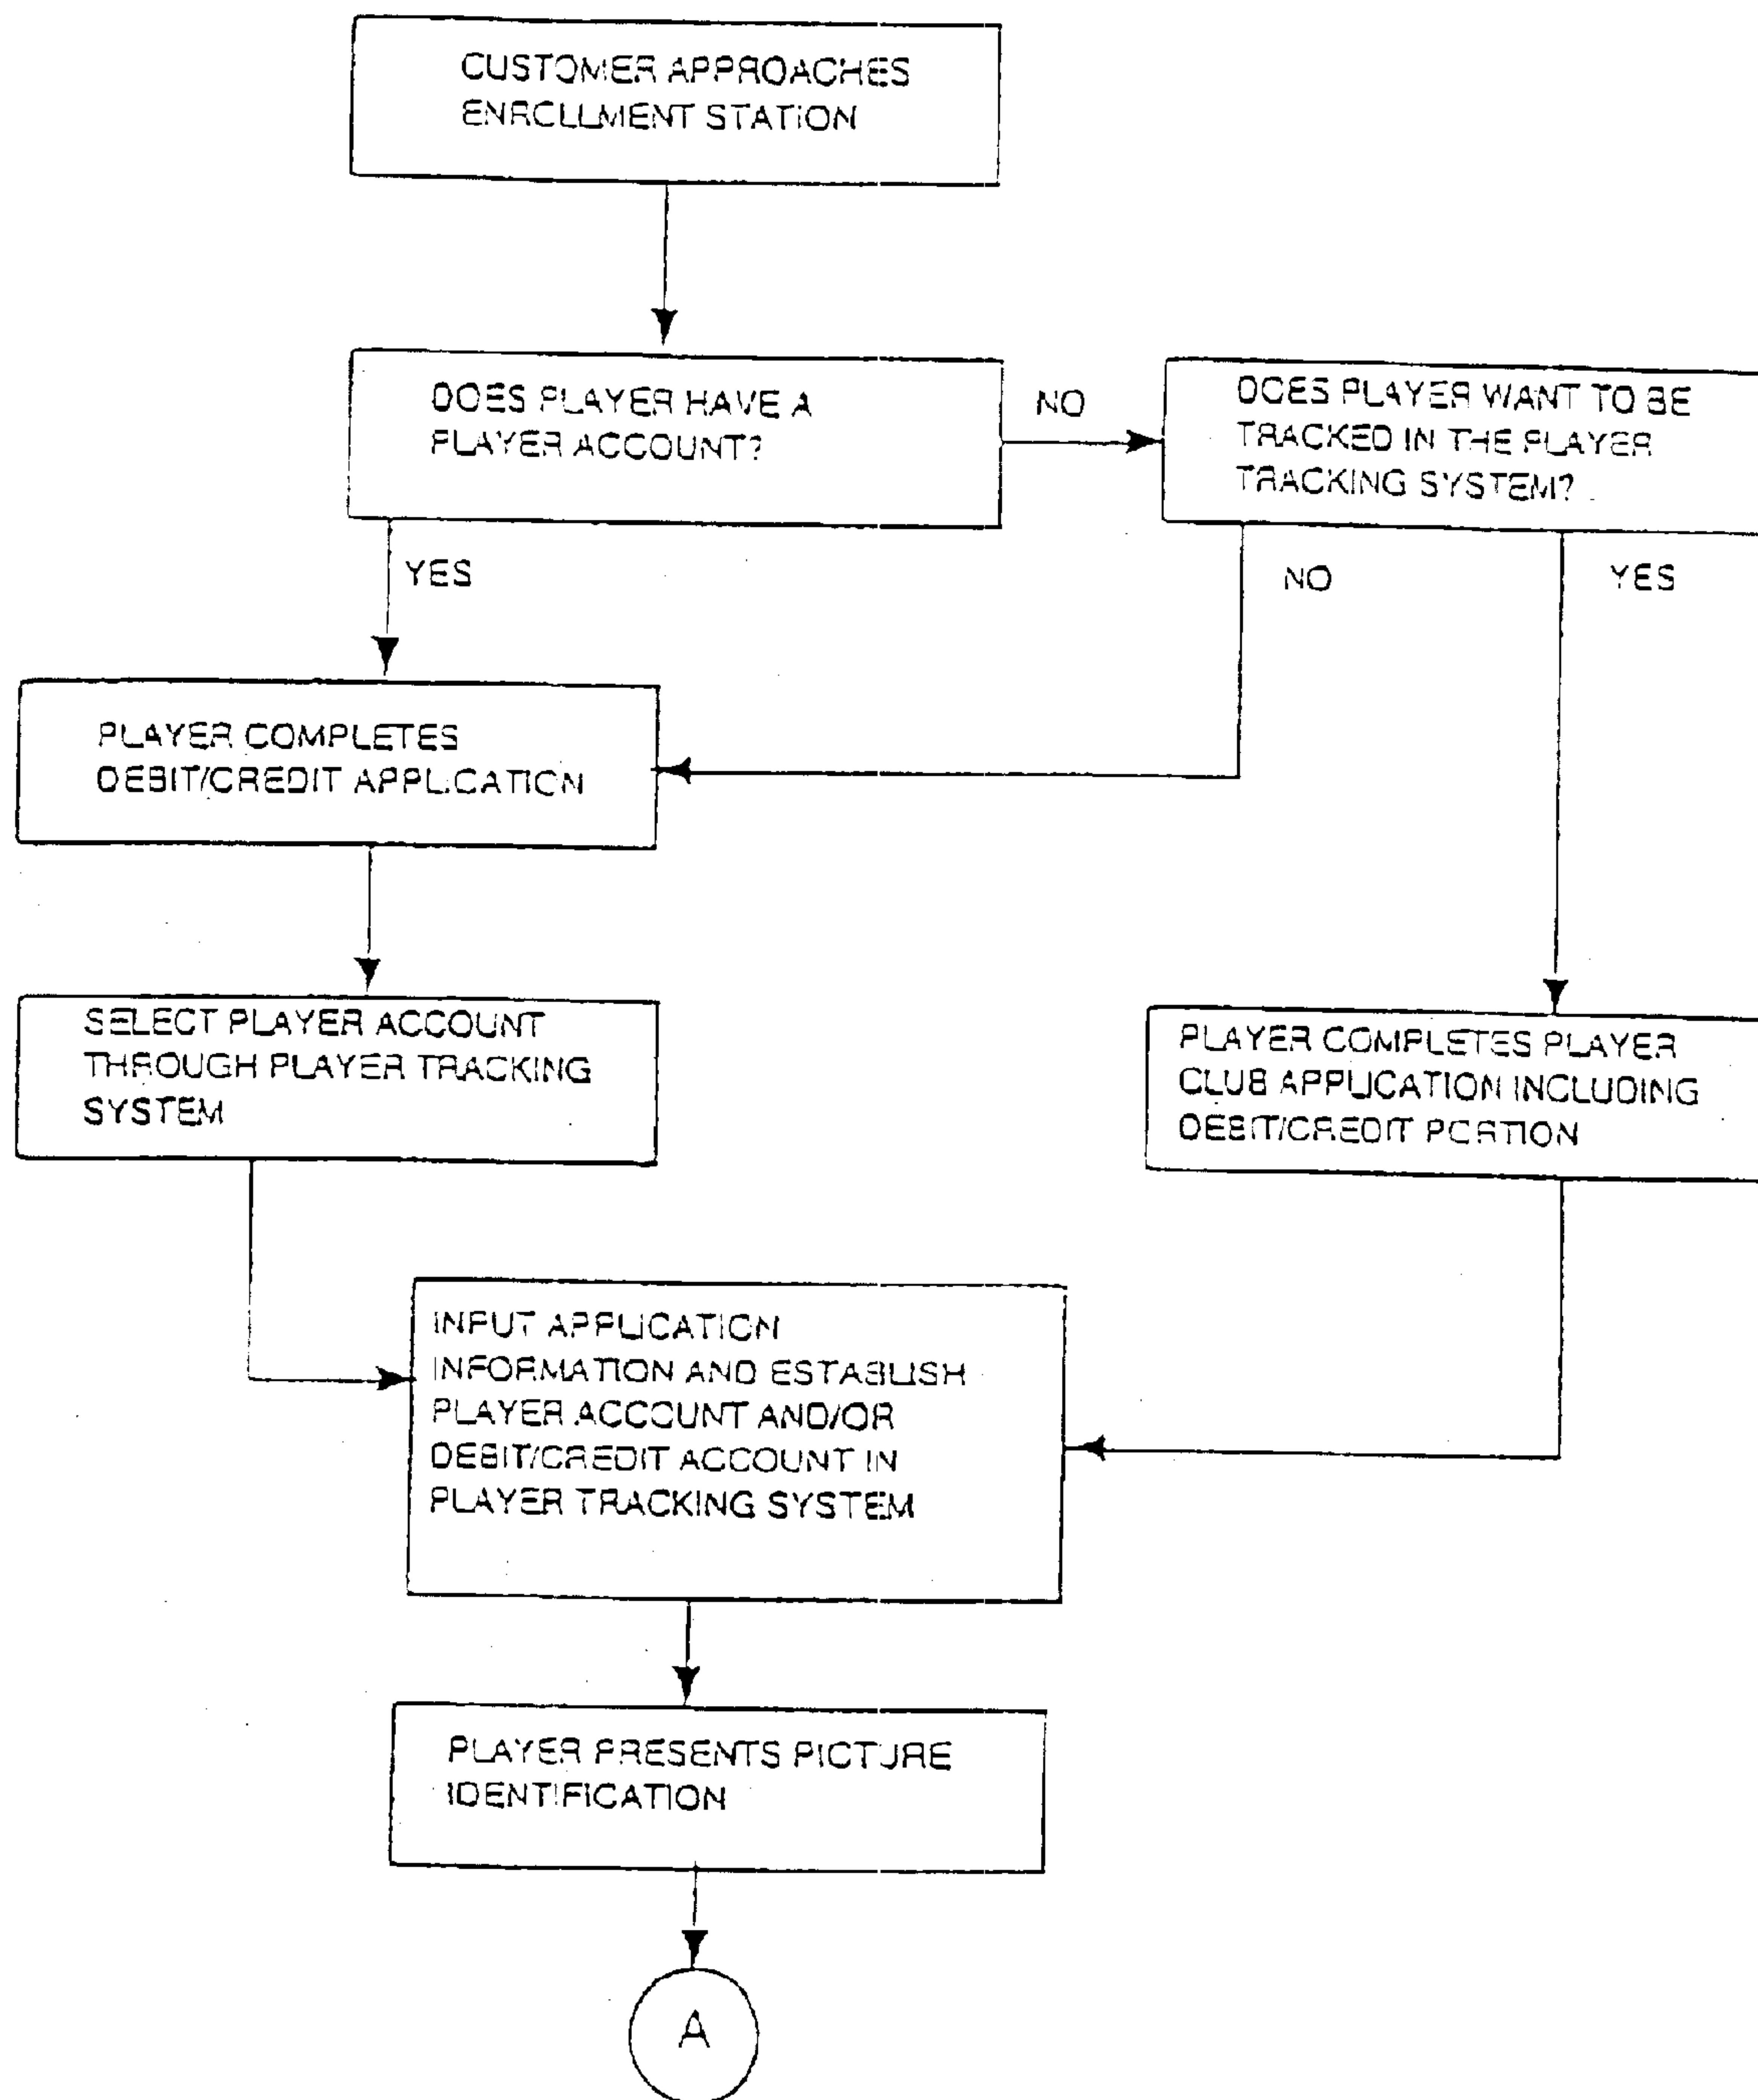 CUSTOMER APPROACHES
ENROLLMENT STATION
DOES PLAYER HAVE A
PLAYER ACCOUNT?
NO
DOES PLAYER WANT TO BE
TRACKED IN THE PLAYER
TRACKING SYSTEM?
YES
NO
YES
PLAYER COMPLETES
DEBIT/CREDIT APPLICATION
SELECT PLAYER ACCOUNT
THROUGH PLAYER TRACKING
SYSTEM
PLAYER COMPLETES PLAYER
CLUB APPLICATION INCLUDING
DEBIT/CREDIT PORTION
INPUT APPLICATION
INFORMATION AND ESTABLISH
PLAYER ACCOUNT AND/OR
DEBIT/CREDIT ACCOUNT IN
PLAYER TRACKING SYSTEM
PLAYER PRESENTS PICTURE
IDENTIFICATION
A